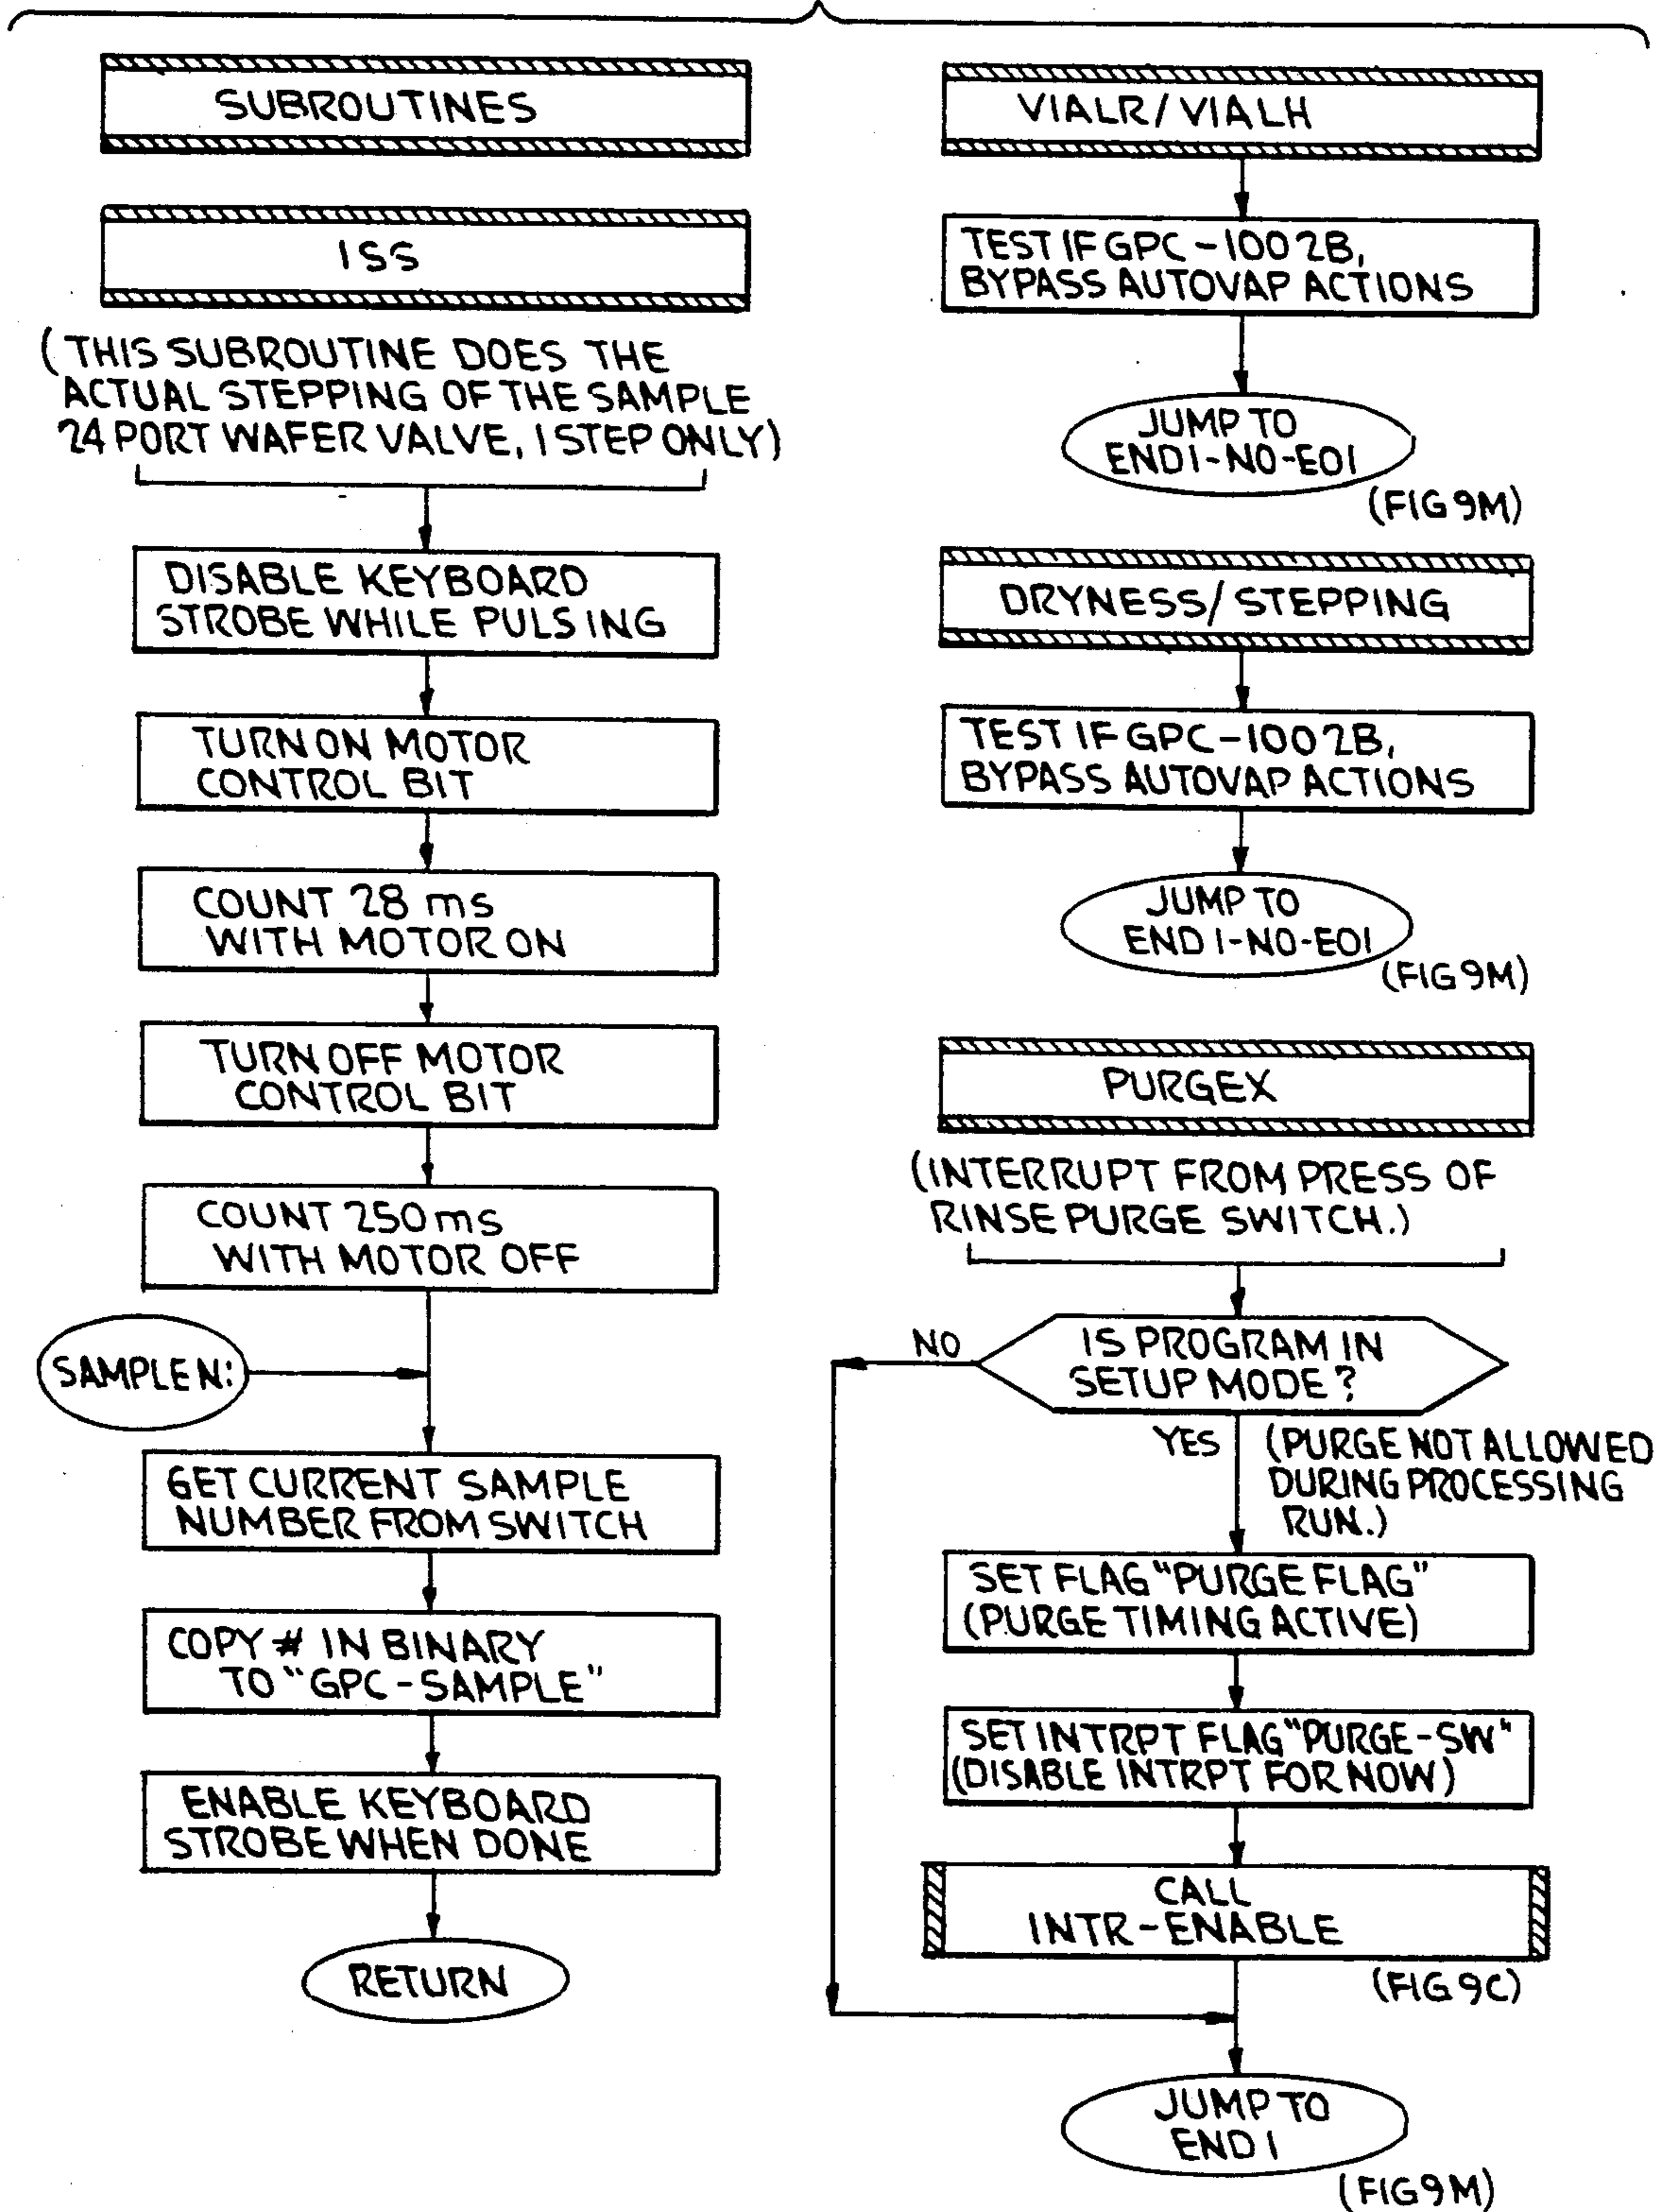 SUBROUTINES
ISS
(THIS SUBROUTINE DOES THE
ACTUAL STEPPING OF THE SAMPLE
24 PORT WAFER VALVE, 1 STEP ONLY)
DISABLE KEYBOARD
STROBE WHILE PULSING
TURN ON MOTOR
CONTROL BIT
COUNT 28 ms
WITH MOTOR ON
TURN OFF MOTOR
CONTROL BIT
COUNT 250 ms
WITH MOTOR OFF
SAMPLE N:
GET CURRENT SAMPLE
NUMBER FROM SWITCH
COPY # IN BINARY
TO "GPC-SAMPLE"
ENABLE KEYBOARD
STROBE WHEN DONE
RETURN
VIALR/VIALH
TEST IF GPC-1002B,
BYPASS AUTOVAP ACTIONS
JUMP TO
END1-NO-EOI
(FIG 9M)
DRYNESS/STEPPING
TEST IF GPC-1002B,
BYPASS AUTOVAP ACTIONS
JUMP TO
END1-NO-EOI
(FIG 9M)
PURGEX
(INTERRUPT FROM PRESS OF
RINSE PURGE SWITCH.)
IS PROGRAM IN
SETUP MODE?
NO
YES
(PURGE NOT ALLOWED
DURING PROCESSING
RUN.)
SET FLAG "PURGE FLAG"
(PURGE TIMING ACTIVE)
SET INTRPT FLAG "PURGE-SW"
(DISABLE INTRPT FOR NOW)
CALL
INTR-ENABLE
(FIG 9C)
JUMP TO
END1
(FIG 9M)